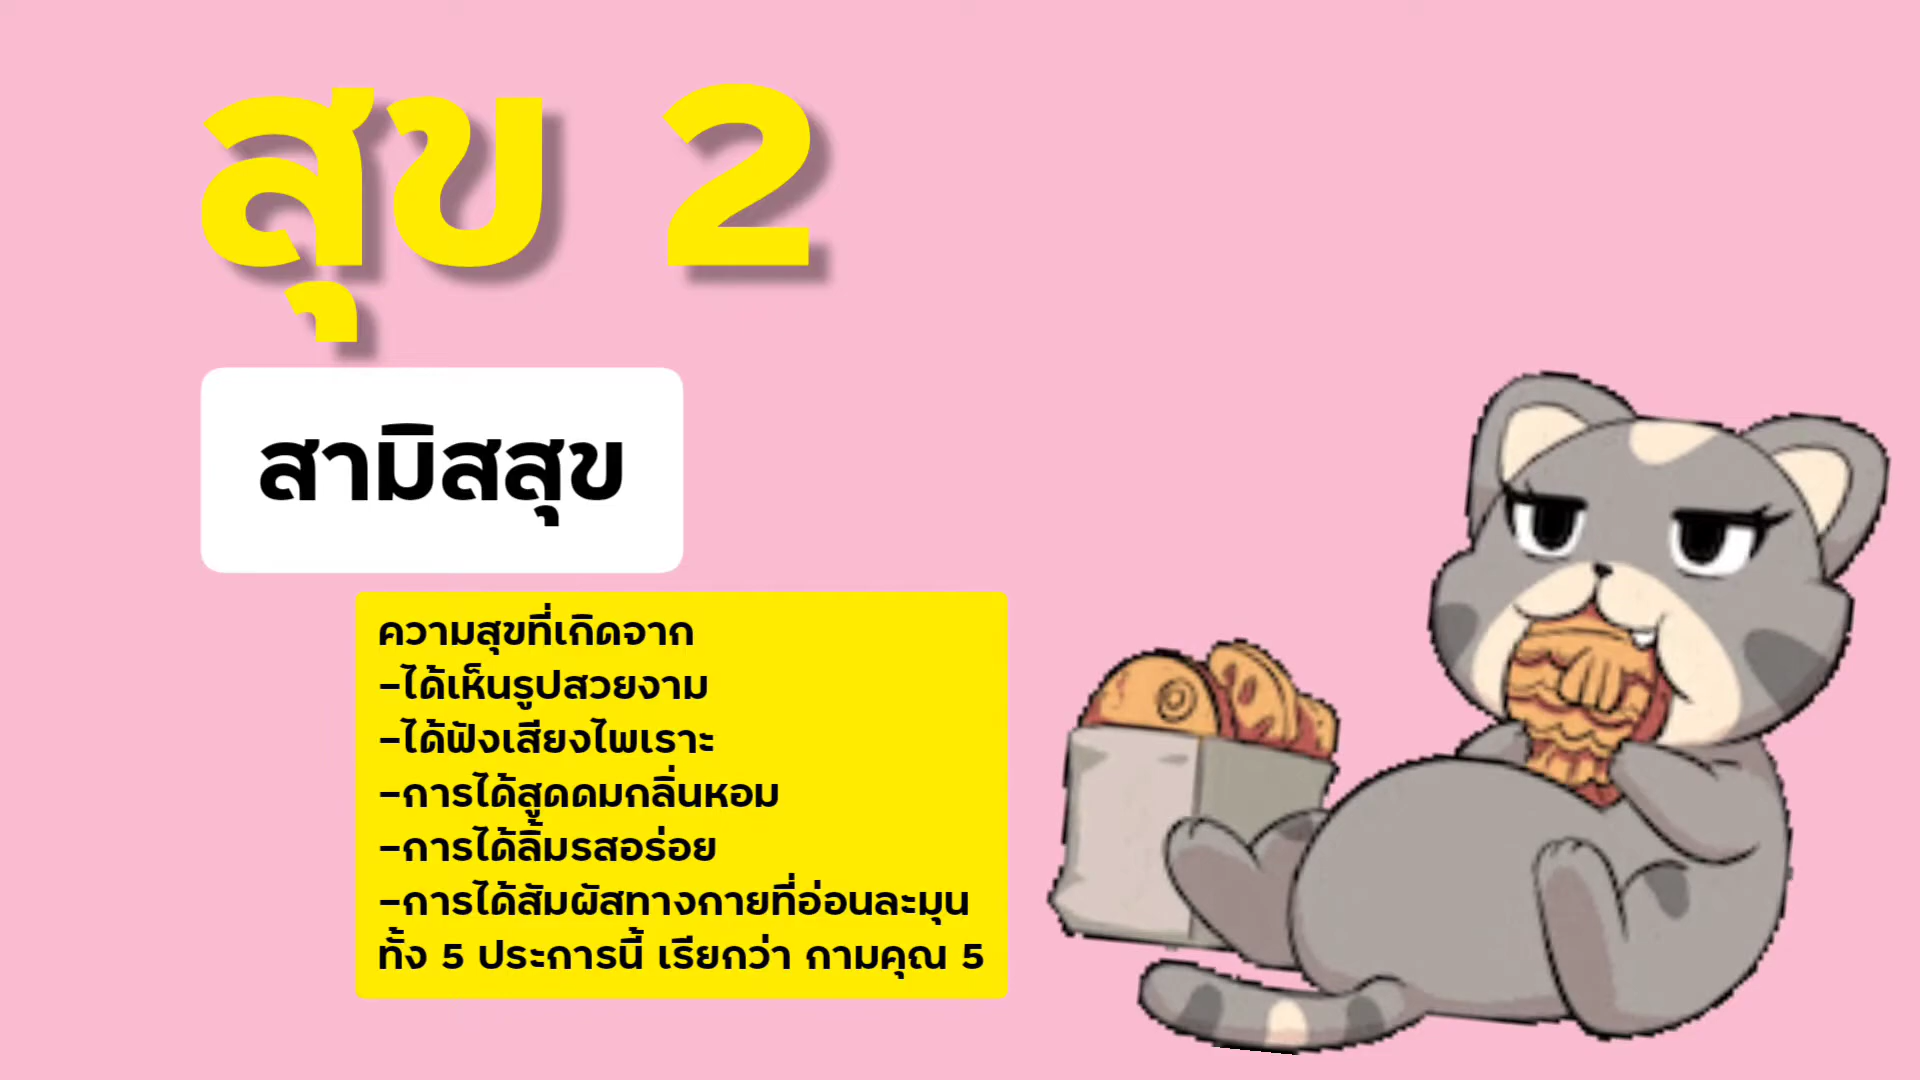 สุข 2
สามิสสุข
ความสุขที่เกิดจาก
-ได้เห็นรูปสวยงาม
-ได้ฟังเสียงไพเราะ
-การได้สูดดมกลิ่นหอม
-การได้ลิ้มรสอร่อย
-การได้สัมผัสทางกายที่อ่อนละมุน
ทั้ง 5 ประการนี้ เรียกว่า กามคุณ 5